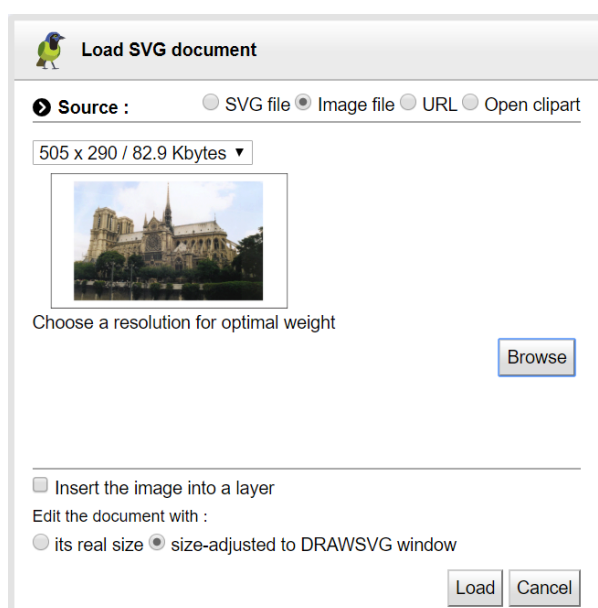 Load SVG document
Source :
SVG file Image file URL Open clipart
505 x 290 / 82.9 Kbytes
Choose a resolution for optimal weight
Browse
Insert the image into a layer
Edit the document with :
its real size size-adjusted to DRAWSVG window
Load Cancel